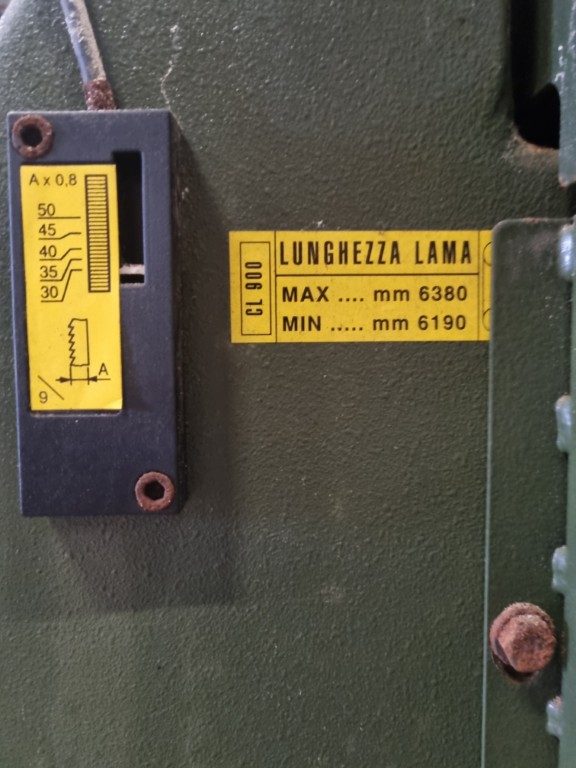 A x 0,8
50
45
40
35
30
A
9/
CL 900
LUNGHEZZA LAMA
MAX .... mm 6380
MIN ..... mm 6190